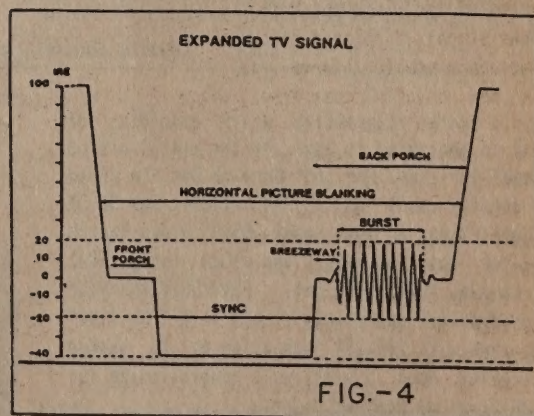 EXPANDED TV SIGNAL
IRE
100
BACK PORCH
HORIZONTAL PICTURE BLANKING
BURST
20
FRONT
PORCH
BREEZEWAY
10
0
-10
SYNC
-20
-40
FIG.-4